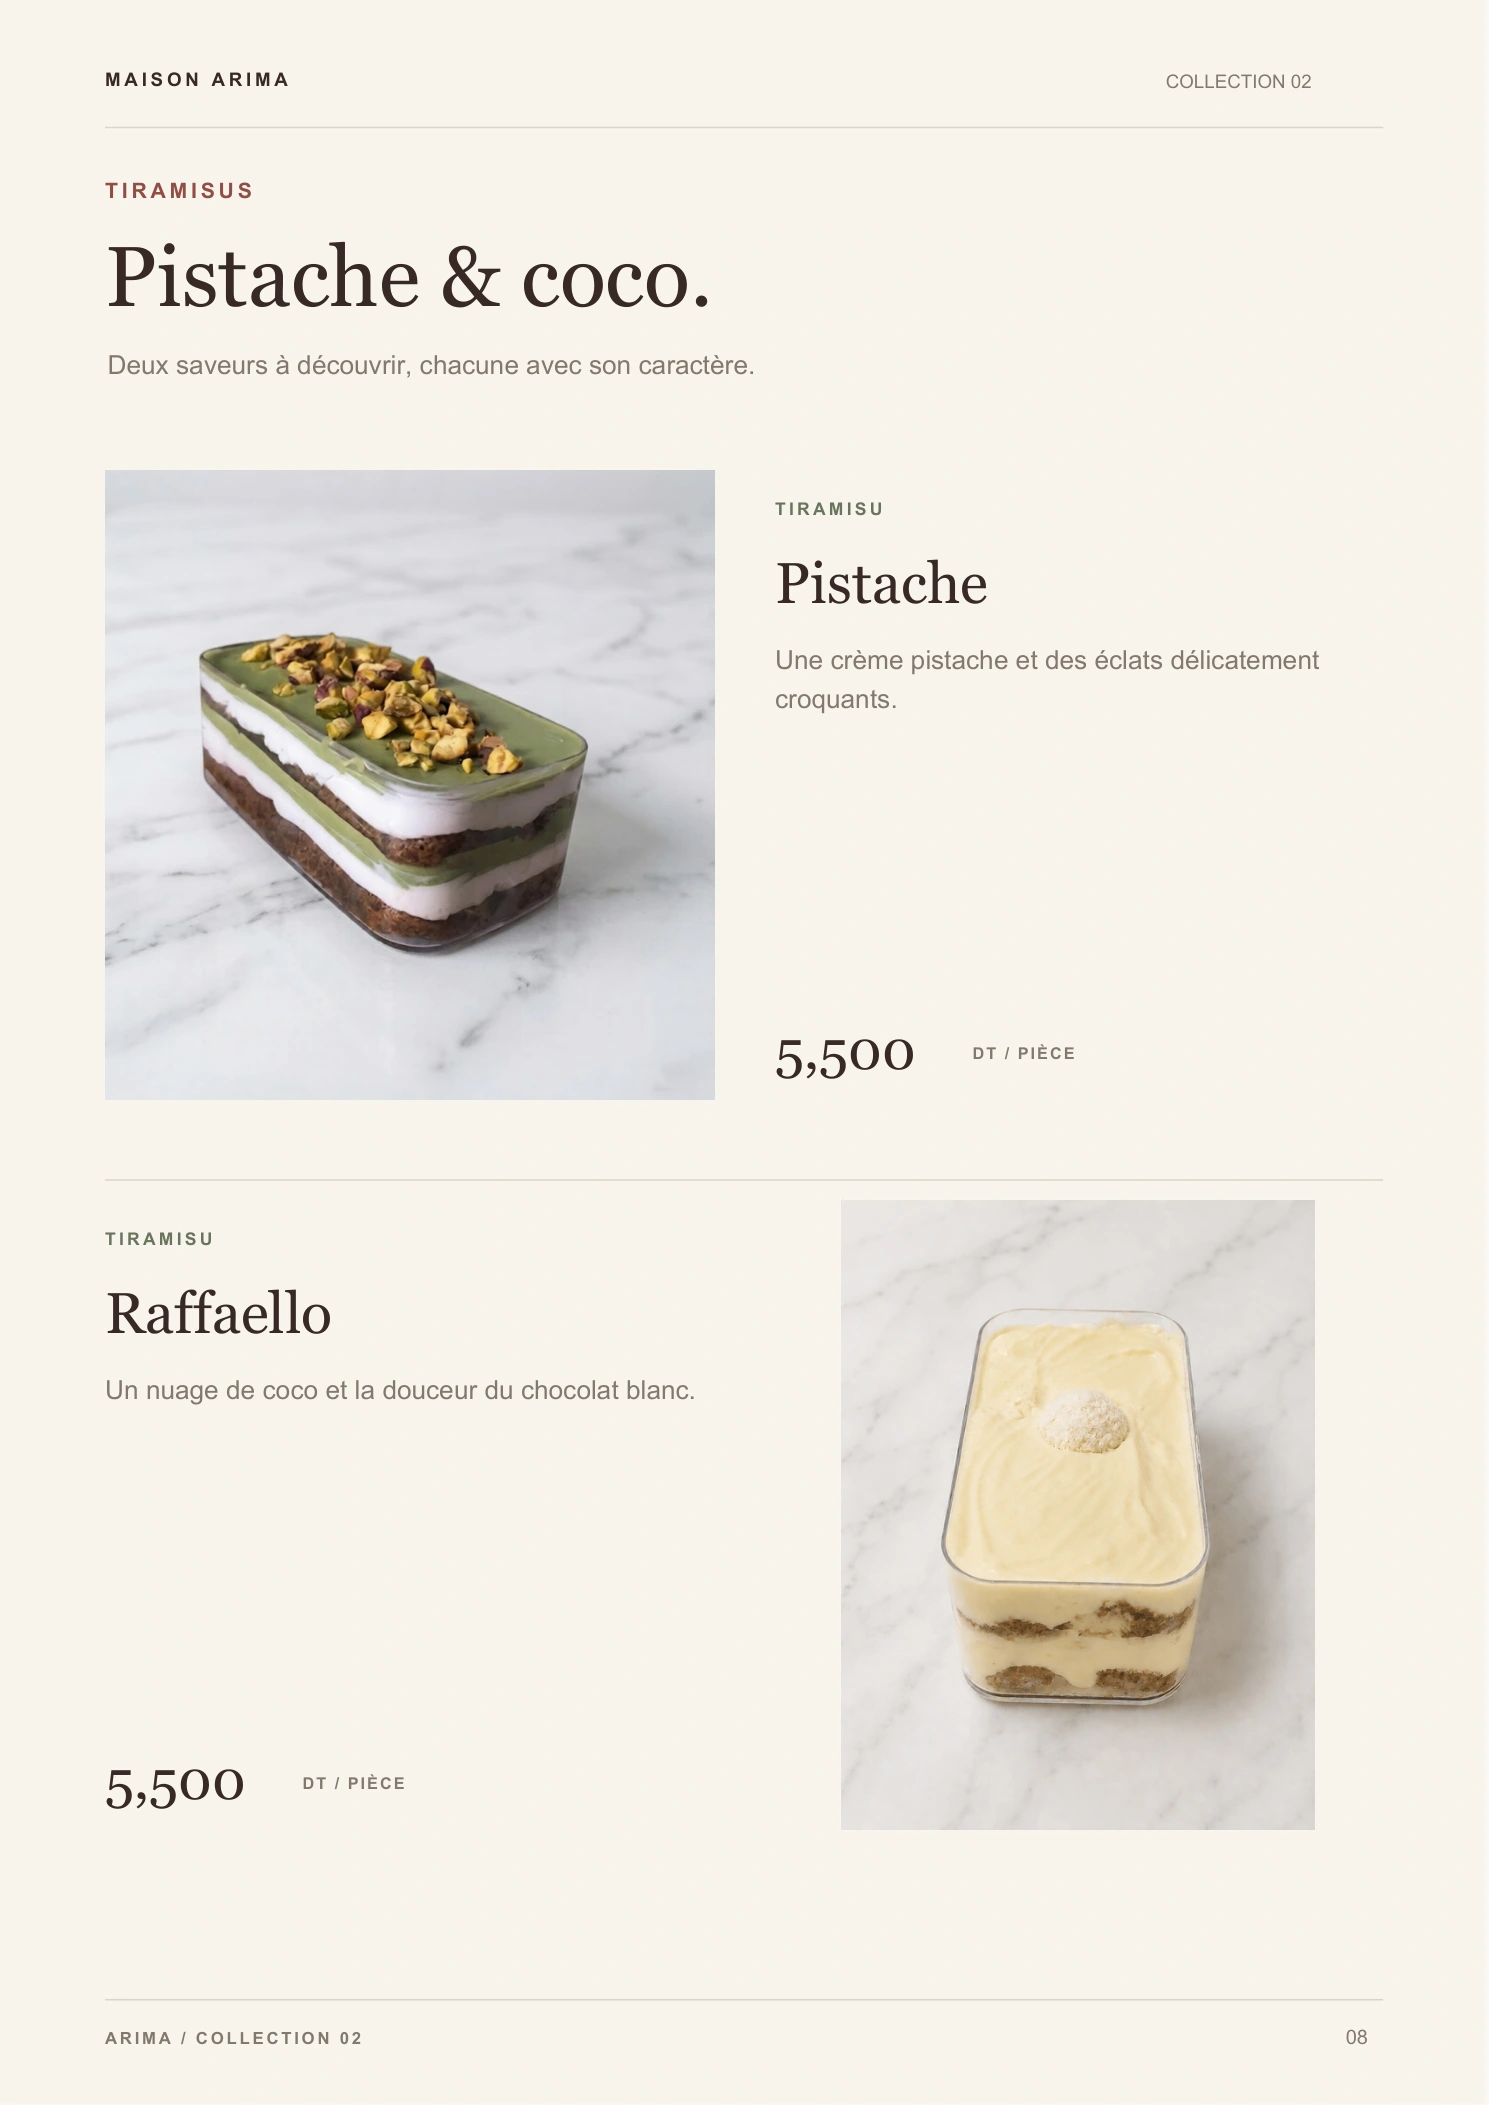 MAISON ARIMA
COLLECTION 02
TIRAMISUS
Pistache & coco.
Deux saveurs à découvrir, chacune avec son caractère.
TIRAMISU
Pistache
Une crème pistache et des éclats délicatement
croquants.
5,500 DT / PIÈCE
TIRAMISU
Raffaello
Un nuage de coco et la douceur du chocolat blanc.
5,500 DT / PIÈCE
ARIMA / COLLECTION 02
08